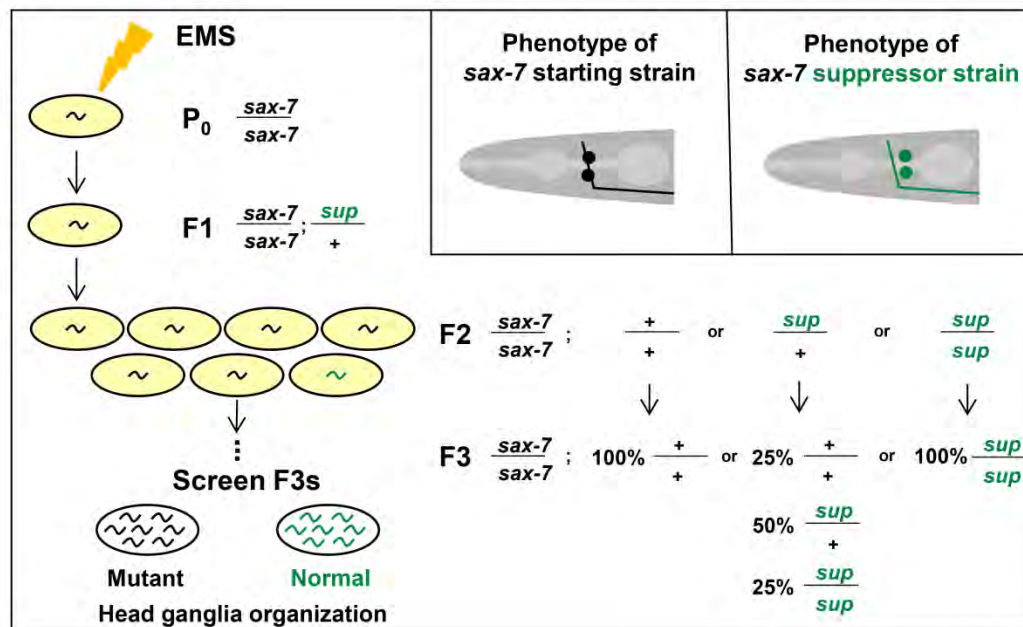 EMS
P0 sax-7
sax-7
F1 sax-7 ; sup
sax-7 +
⋮
Screen F3s
Mutant Normal
Head ganglia organization
Phenotype of
sax-7 starting strain
Phenotype of
sax-7 suppressor strain
F2 sax-7 ; + or sup or sup
sax-7 + + sup
F3 sax-7 ; 100% + or 25% + or 100% sup
sax-7 + + sup
50% sup
+
25% sup
sup